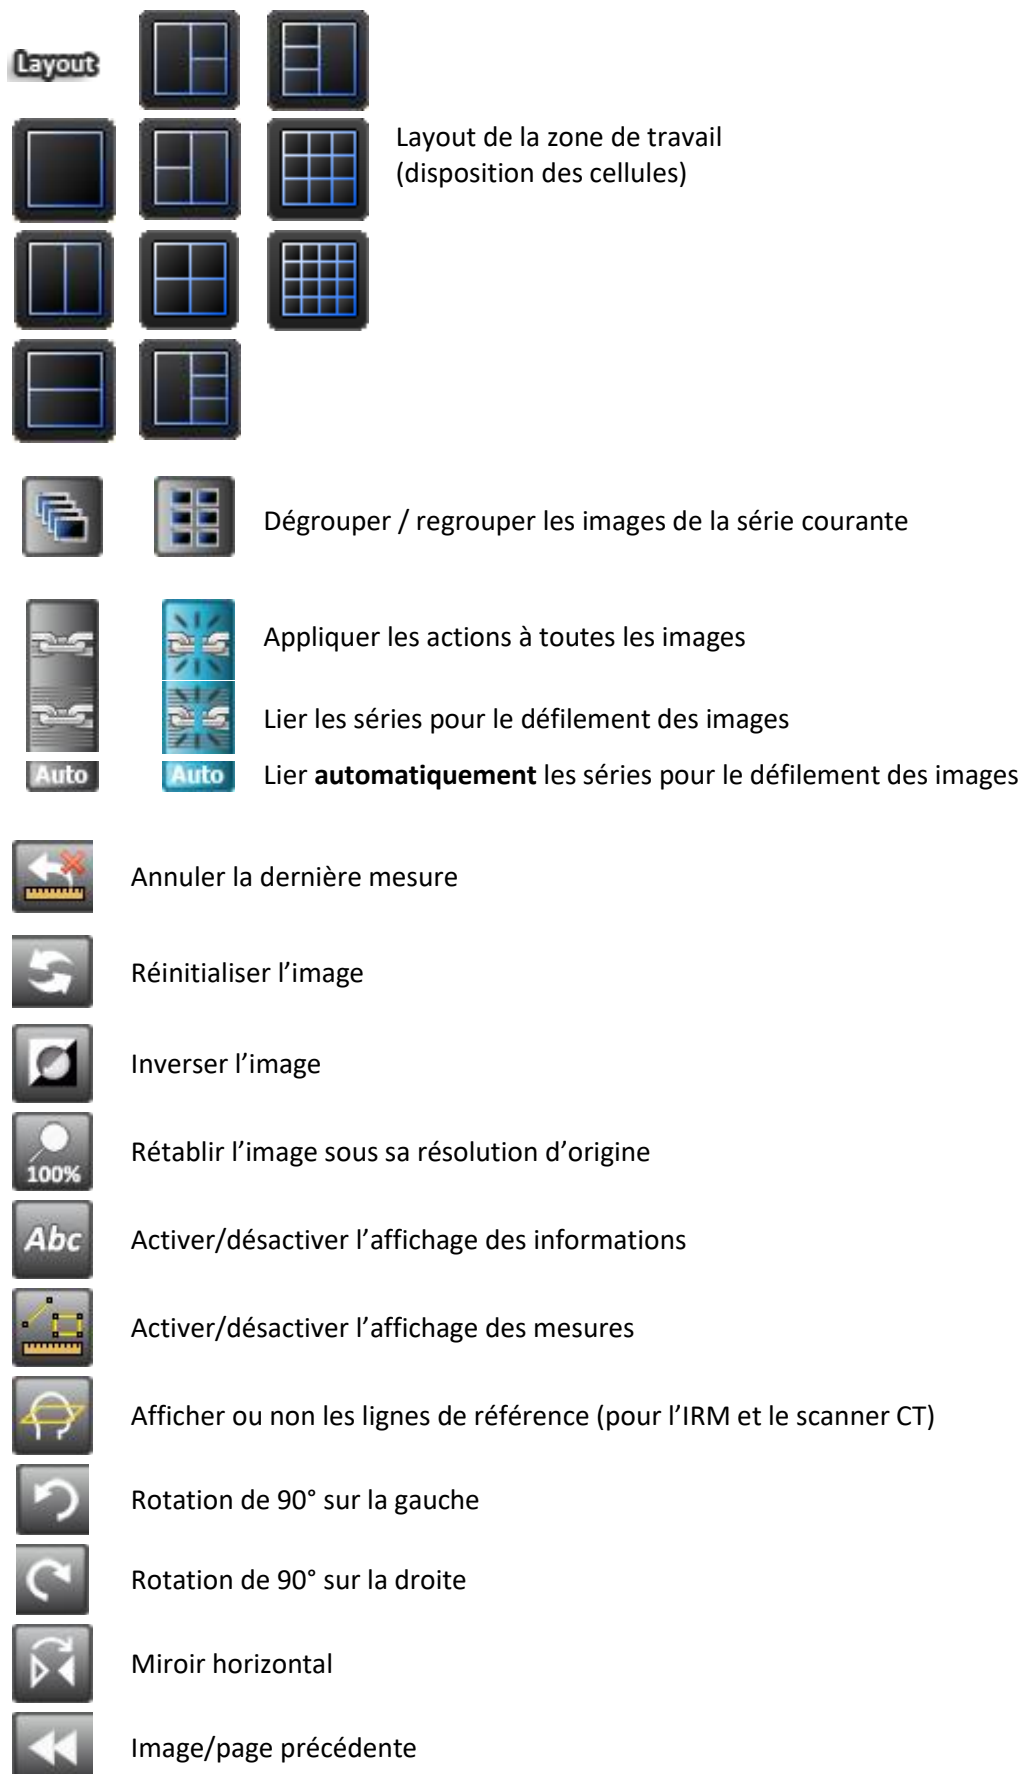 Layout
Layout de la zone de travail
(disposition des cellules)
Dégrouper / regrouper les images de la série courante
Appliquer les actions à toutes les images
Lier les séries pour le défilement des images
Auto Auto Lier automatiquement les séries pour le défilement des images
Annuler la dernière mesure
Réinitialiser l’image
Inverser l’image
100% Rétablir l’image sous sa résolution d’origine
Abc Activer/désactiver l’affichage des informations
Activer/désactiver l’affichage des mesures
Afficher ou non les lignes de référence (pour l’IRM et le scanner CT)
Rotation de 90° sur la gauche
Rotation de 90° sur la droite
Miroir horizontal
Image/page précédente